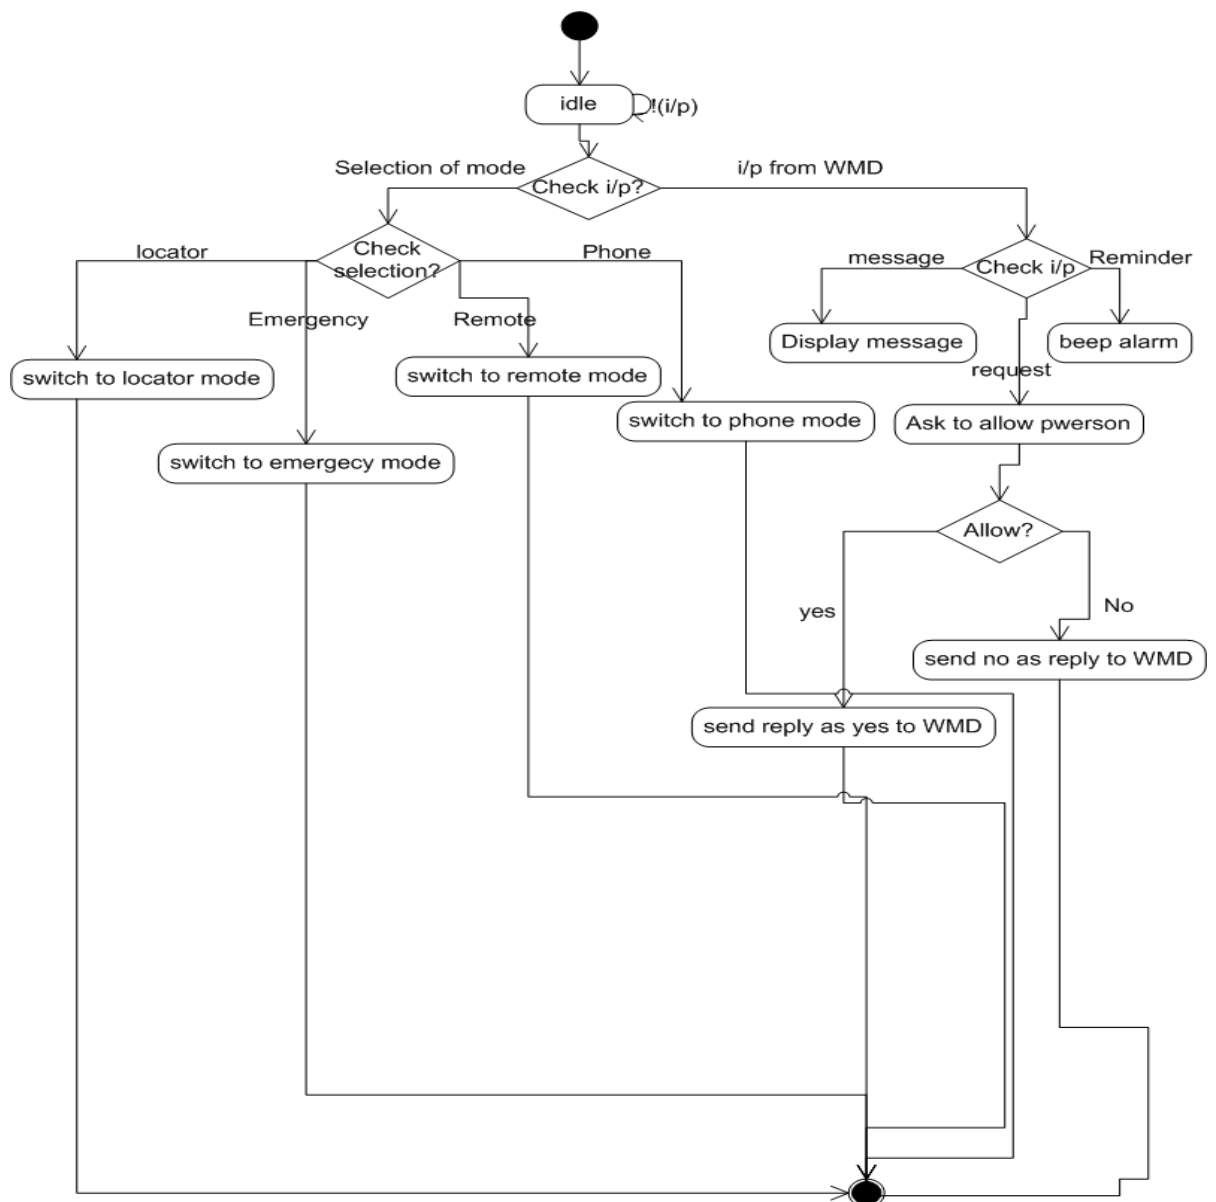 idle
!(i/p)
Selection of mode
Check i/p?
i/p from WMD
locator
Check
selection?
Phone
message
Check i/p
Reminder
Emergency
Remote
Display message
beep alarm
switch to locator mode
switch to remote mode
request
switch to phone mode
Ask to allow pwerson
switch to emergecy mode
Allow?
yes
No
send no as reply to WMD
send reply as yes to WMD